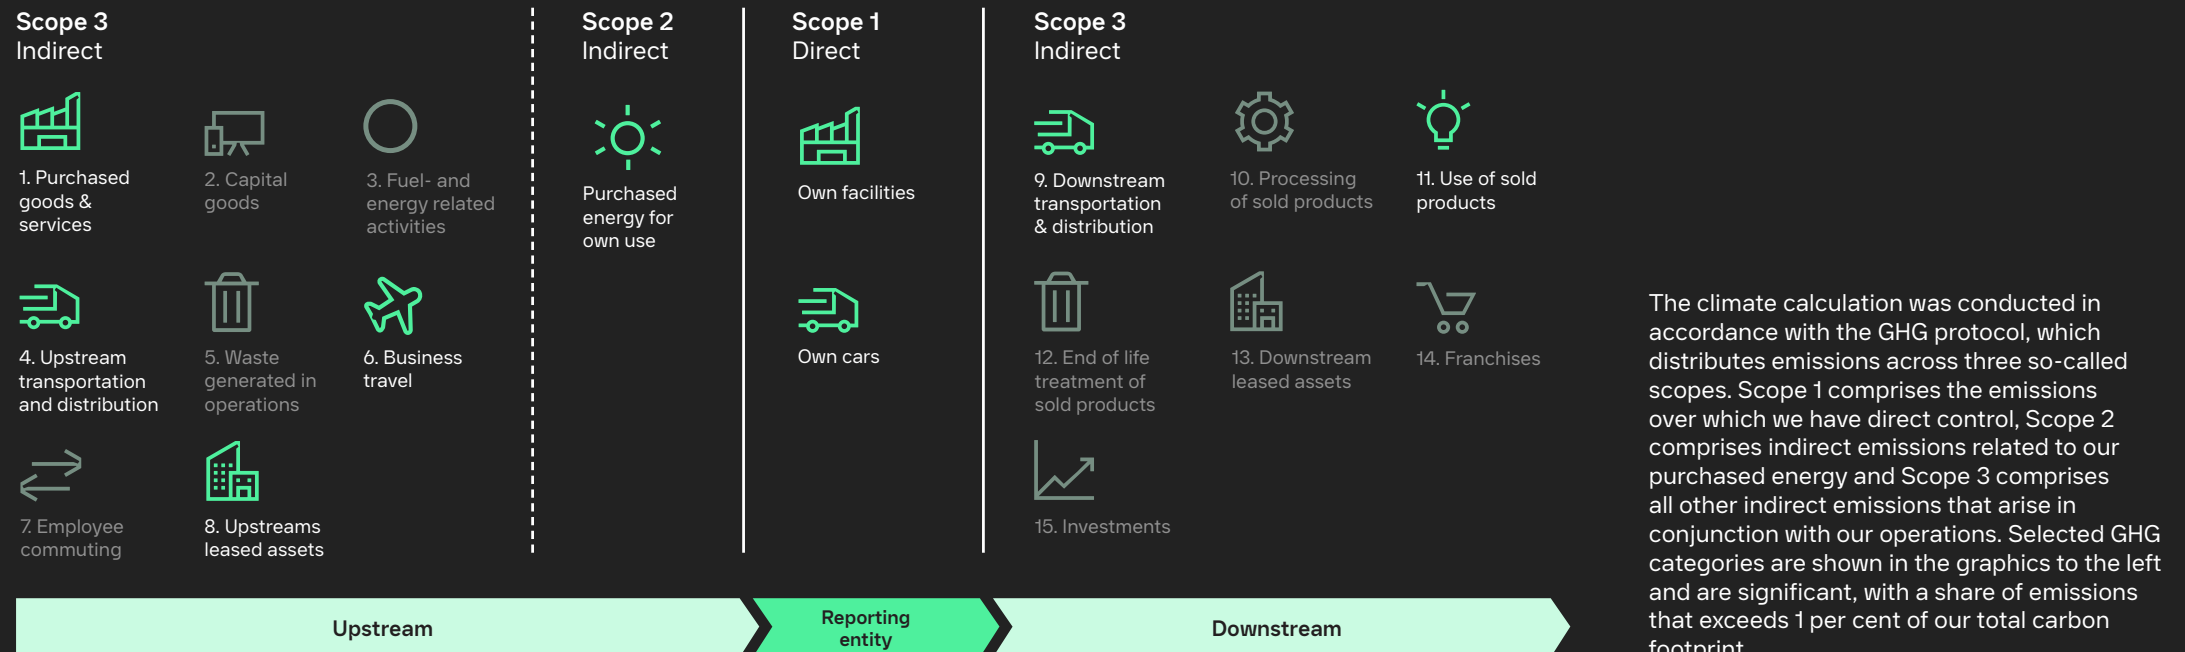 Scope 3
Indirect
1. Purchased
goods &
services
2. Capital
goods
3. Fuel- and
energy related
activities
4. Upstream
transportation
and distribution
5. Waste
generated in
operations
6. Business
travel
7. Employee
commuting
8. Upstreams
leased assets
Scope 2
Indirect
Purchased
energy for
own use
Scope 1
Direct
Own facilities
Own cars
Scope 3
Indirect
9. Downstream
transportation
& distribution
10. Processing
of sold products
11. Use of sold
products
12. End of life
treatment of
sold products
13. Downstream
leased assets
14. Franchises
15. Investments
Upstream
Reporting
entity
Downstream
The climate calculation was conducted in
accordance with the GHG protocol, which
distributes emissions across three so-called
scopes. Scope 1 comprises the emissions
over which we have direct control, Scope 2
comprises indirect emissions related to our
purchased energy and Scope 3 comprises
all other indirect emissions that arise in
conjunction with our operations. Selected GHG
categories are shown in the graphics to the left
and are significant, with a share of emissions
that exceeds 1 per cent of our total carbon
footprint.